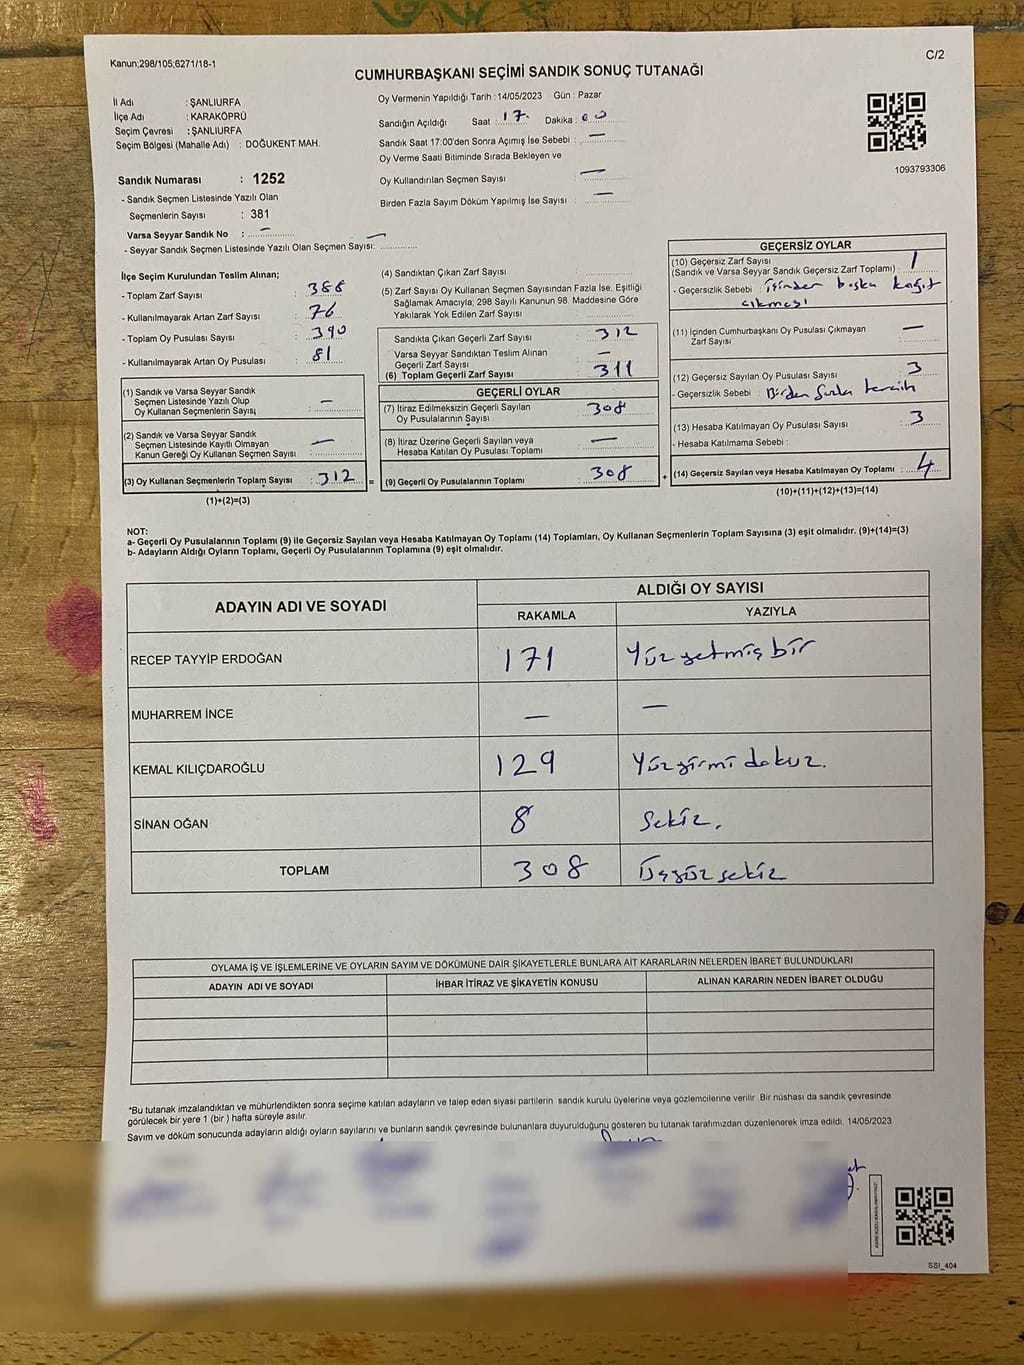 Kanun;298/105;6271/18-1
C/2
CUMHURBAŞKANI SEÇİMİ SANDIK SONUÇ TUTANAĞI
İl Adı : ŞANLIURFA
İlçe Adı : KARAKÖPRÜ
Seçim Çevresi : ŞANLIURFA
Seçim Bölgesi (Mahalle Adı) : DOĞUKENT MAH.
Sandık Numarası : 1252
- Sandık Seçmen Listesinde Yazılı Olan
Seçmenlerin Sayısı : 381
Varsa Seyyar Sandık No : —
- Seyyar Sandık Seçmen Listesinde Yazılı Olan Seçmen Sayısı: —
Oy Vermenin Yapıldığı Tarih :14/05/2023 Gün : Pazar
Sandığın Açıldığı Saat : 17. Dakika : 00
Sandık Saat 17:00'den Sonra Açımış İse Sebebi : —
Oy Verme Saati Bitiminde Sırada Bekleyen ve
Oy Kullandırılan Seçmen Sayısı : —
Birden Fazla Sayım Döküm Yapılmış İse Sayısı : —
1093793306
İlçe Seçim Kurulundan Teslim Alınan;
- Toplam Zarf Sayısı : 388
- Kullanılmayarak Artan Zarf Sayısı : 76
- Toplam Oy Pusulası Sayısı : 390
- Kullanılmayarak Artan Oy Pusulası : 81
(1) Sandık ve Varsa Seyyar Sandık
Seçmen Listesinde Yazılı Olup
Oy Kullanan Seçmenlerin Sayısı : —
(2) Sandık ve Varsa Seyyar Sandık
Seçmen Listesinde Kayıtlı Olmayan
Kanun Gereği Oy Kullanan Seçmen Sayısı : —
(3) Oy Kullanan Seçmenlerin Toplam Sayısı : 312
(1)+(2)=(3)
(4) Sandıktan Çıkan Zarf Sayısı :
(5) Zarf Sayısı Oy Kullanan Seçmen Sayısından Fazla İse. Eşitliği
Sağlamak Amacıyla; 298 Sayılı Kanunun 98. Maddesine Göre
Yakılarak Yok Edilen Zarf Sayısı :
Sandıkta Çıkan Geçerli Zarf Sayısı : 312
Varsa Seyyar Sandıktan Teslim Alınan
Geçerli Zarf Sayısı : —
(6) Toplam Geçerli Zarf Sayısı : 311
GEÇERLİ OYLAR
(7) İtiraz Edilmeksizin Geçerli Sayılan
Oy Pusulalarının Sayısı : 308
(8) İtiraz Üzerine Geçerli Sayılan veya
Hesaba Katılan Oy Pusulası Toplamı : —
= (9) Geçerli Oy Pusulalarının Toplamı : 308
GEÇERSİZ OYLAR
(10) Geçersiz Zarf Sayısı
(Sandık ve Varsa Seyyar Sandık Geçersiz Zarf Toplamı) : 1
- Geçersizlik Sebebi : İçinden başka kağıt
çıkması
(11) İçinden Cumhurbaşkanı Oy Pusulası Çıkmayan
Zarf Sayısı : —
(12) Geçersiz Sayılan Oy Pusulası Sayısı : 3
- Geçersizlik Sebebi : Birden fazla tercih
(13) Hesaba Katılmayan Oy Pusulası Sayısı : 3
- Hesaba Katılmama Sebebi :
+ (14) Geçersiz Sayılan veya Hesaba Katılmayan Oy Toplamı : 4
(10)+(11)+(12)+(13)=(14)
NOT:
a- Geçerli Oy Pusulalarının Toplamı (9) ile Geçersiz Sayılan veya Hesaba Katılmayan Oy Toplamı (14) Toplamları, Oy Kullanan Seçmenlerin Toplam Sayısına (3) eşit olmalıdır. (9)+(14)=(3)
b- Adayların Aldığı Oyların Toplamı, Geçerli Oy Pusulalarının Toplamına (9) eşit olmalıdır.
ADAYIN ADI VE SOYADI
ALDIĞI OY SAYISI
RAKAMLA YAZIYLA
RECEP TAYYİP ERDOĞAN 171 Yüz yetmiş bir
MUHARREM İNCE — —
KEMAL KILIÇDAROĞLU 129 Yüz yirmi dokuz.
SİNAN OĞAN 8 Sekiz.
TOPLAM 308 Üçyüz sekiz
OYLAMA İŞ VE İŞLEMLERİNE VE OYLARIN SAYIM VE DÖKÜMÜNE DAİR ŞİKAYETLERLE BUNLARA AİT KARARLARIN NELERDEN İBARET BULUNDUKLARI
ADAYIN ADI VE SOYADI İHBAR İTİRAZ VE ŞİKAYETİN KONUSU ALINAN KARARIN NEDEN İBARET OLDUĞU
*Bu tutanak imzalandıktan ve mühürlendikten sonra seçime katılan adayların ve talep eden siyasi partilerin sandık kurulu üyelerine veya gözlemcilerine verilir. Bir nüshası da sandık çevresinde
görülecek bir yere 1 (bir ) hafta süreyle asılır.
Sayım ve döküm sonucunda adayların aldığı oyların sayılarını ve bunların sandık çevresinde bulunanlara duyurulduğunu gösteren bu tutanak tarafımızdan düzenlenerek imza edildi. 14/05/2023
SSI_404